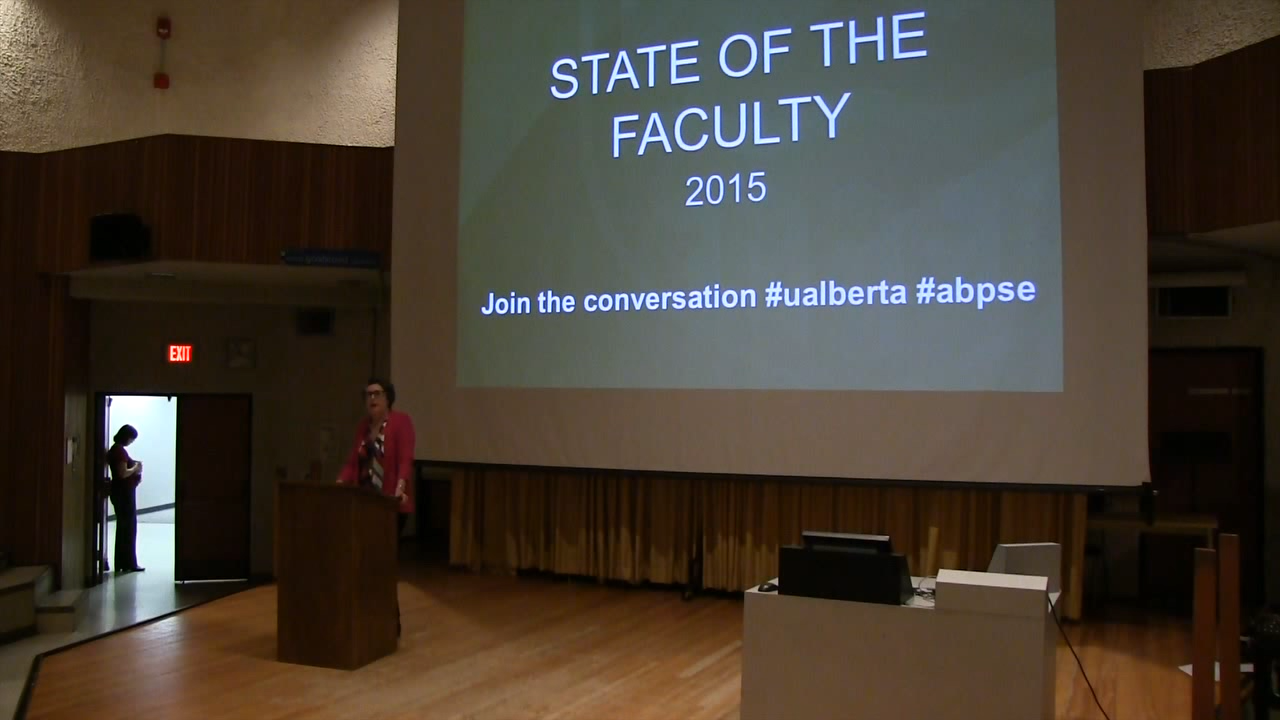 STATE OF THE
FACULTY
2015
Join the conversation #ualberta #abpse
EXIT